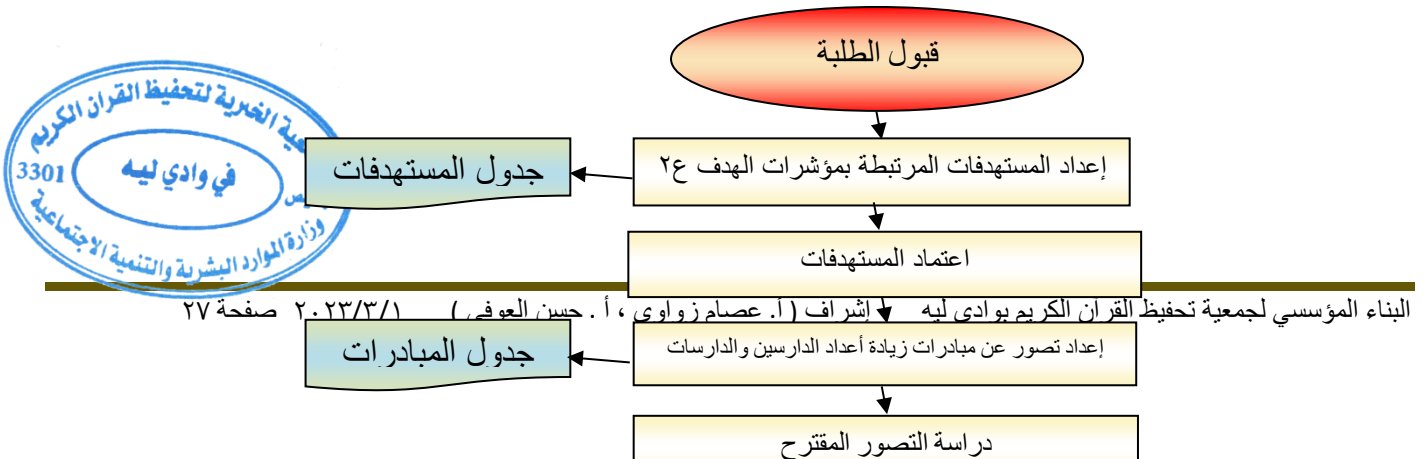 قبول الطلبة
الجمعية الخيرية لتحفيظ القران الكريم
في وادي ليه
3301
وزارة الموارد البشرية والتنمية الاجتماعية
إعداد المستهدفات المرتبطة بمؤشرات الهدف ع٢
جدول المستهدفات
اعتماد المستهدفات
البناء المؤسسي لجمعية تحفيظ القرآن الكريم بوادي ليه إشراف ( أ. عصام زواوي ، أ . حسن العوفي ) ٢٠٢٣/٣/١ صفحة ٢٧
إعداد تصور عن مبادرات زيادة أعداد الدارسين والدارسات
جدول المبادرات
دراسة التصور المقترح